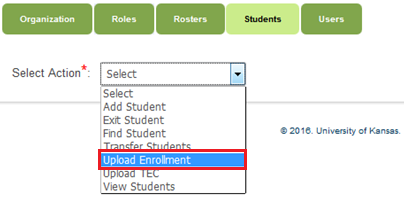 Organization Roles Rosters Students Users
Select Action*: Select
Select
Add Student
Exit Student
Find Student
Transfer Students
Upload Enrollment
Upload TEC
View Students
© 2016. University of Kansas.